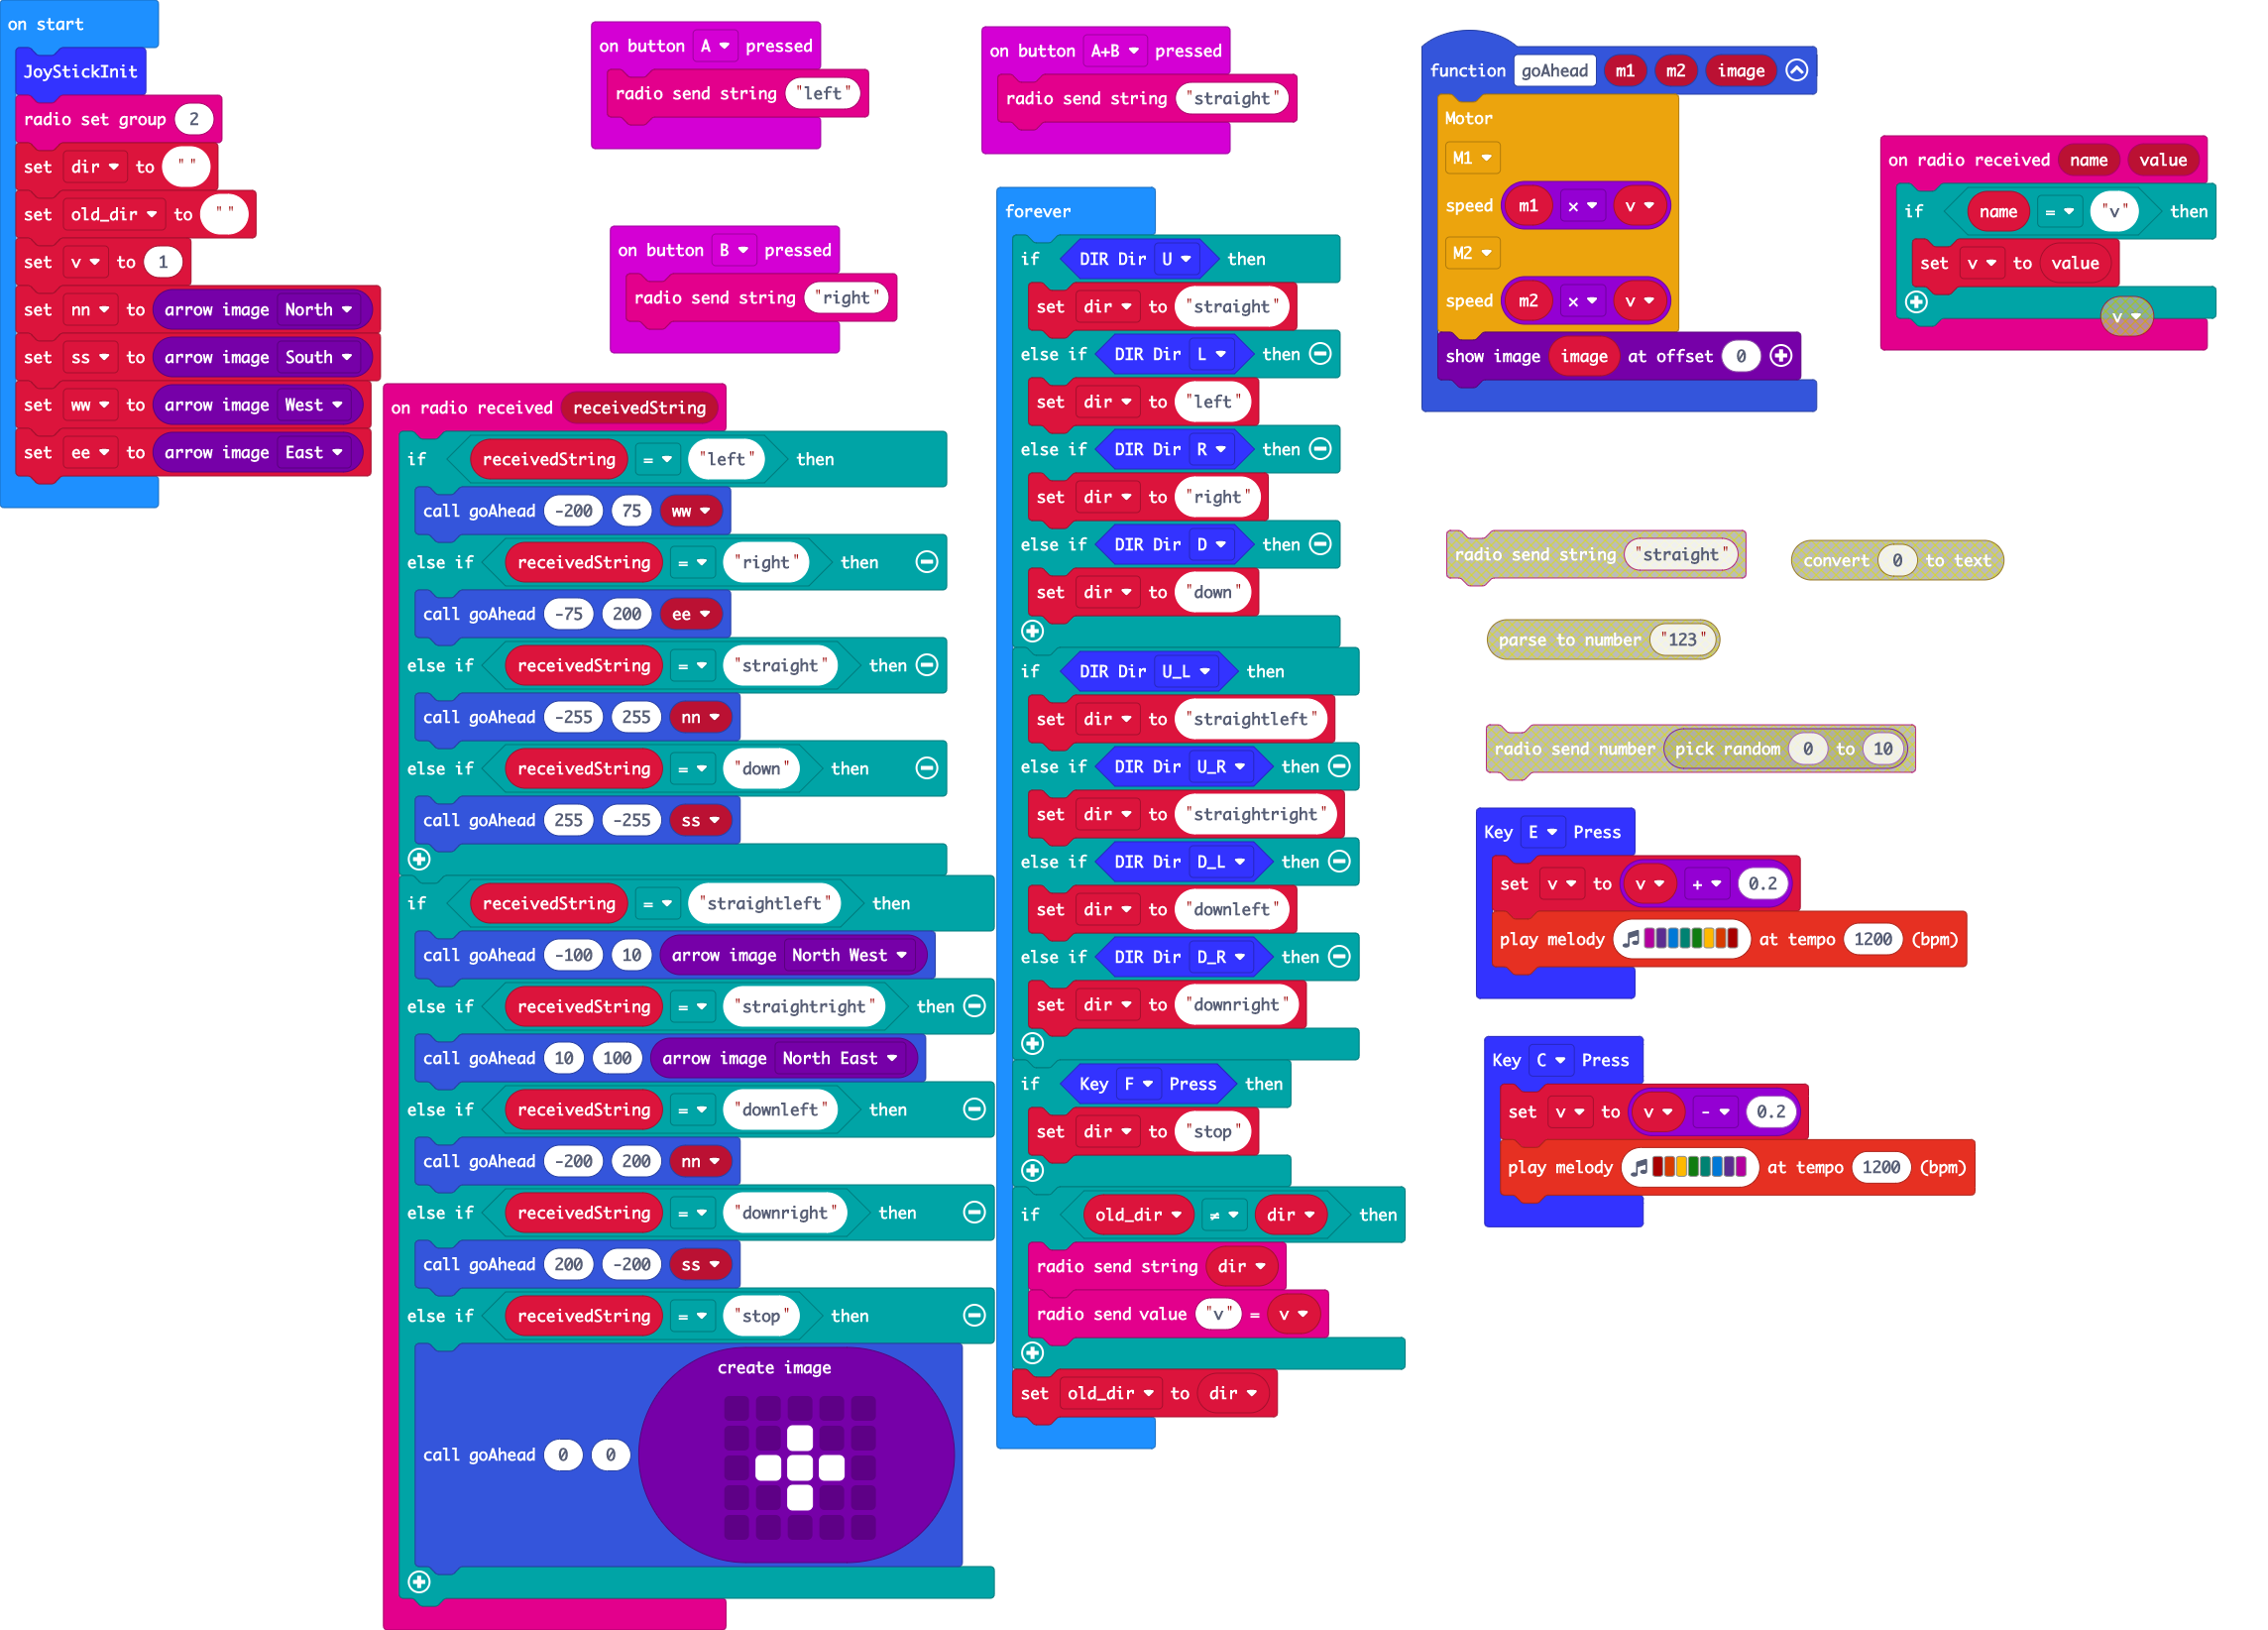 on start
JoyStickInit
radio set group 2
set dir to " "
set old_dir to " "
set v to 1
set nn to arrow image North
set ss to arrow image South
set ww to arrow image West
set ee to arrow image East
on button A pressed
radio send string "left"
on button B pressed
radio send string "right"
on button A+B pressed
radio send string "straight"
on radio received receivedString
if receivedString = "left" then
call goAhead -200 75 ww
else if receivedString = "right" then
call goAhead -75 200 ee
else if receivedString = "straight" then
call goAhead -255 255 nn
else if receivedString = "down" then
call goAhead 255 -255 ss
if receivedString = "straightleft" then
call goAhead -100 10 arrow image North West
else if receivedString = "straightright" then
call goAhead 10 100 arrow image North East
else if receivedString = "downleft" then
call goAhead -200 200 nn
else if receivedString = "downright" then
call goAhead 200 -200 ss
else if receivedString = "stop" then
create image
call goAhead 0 0
forever
if DIR Dir U then
set dir to "straight"
else if DIR Dir L then
set dir to "left"
else if DIR Dir R then
set dir to "right"
else if DIR Dir D then
set dir to "down"
if DIR Dir U_L then
set dir to "straightleft"
else if DIR Dir U_R then
set dir to "straightright"
else if DIR Dir D_L then
set dir to "downleft"
else if DIR Dir D_R then
set dir to "downright"
if Key F Press then
set dir to "stop"
if old_dir ≠ dir then
radio send string dir
radio send value "v" = v
set old_dir to dir
function goAhead m1 m2 image
Motor
M1
speed m1 × v
M2
speed m2 × v
show image image at offset 0
on radio received name value
if name = "v" then
set v to value
v
radio send string "straight"
convert 0 to text
parse to number "123"
radio send number pick random 0 to 10
Key E Press
set v to v + 0.2
play melody at tempo 1200 (bpm)
Key C Press
set v to v - 0.2
play melody at tempo 1200 (bpm)